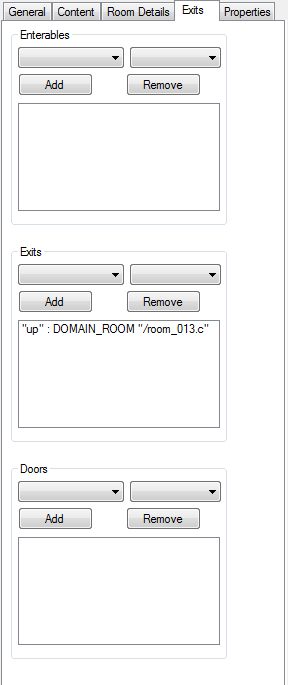 General Content Room Details Exits Properties
Enterables
Add Remove
Exits
Add Remove
"up" : DOMAIN_ROOM "/room_013.c"
Doors
Add Remove